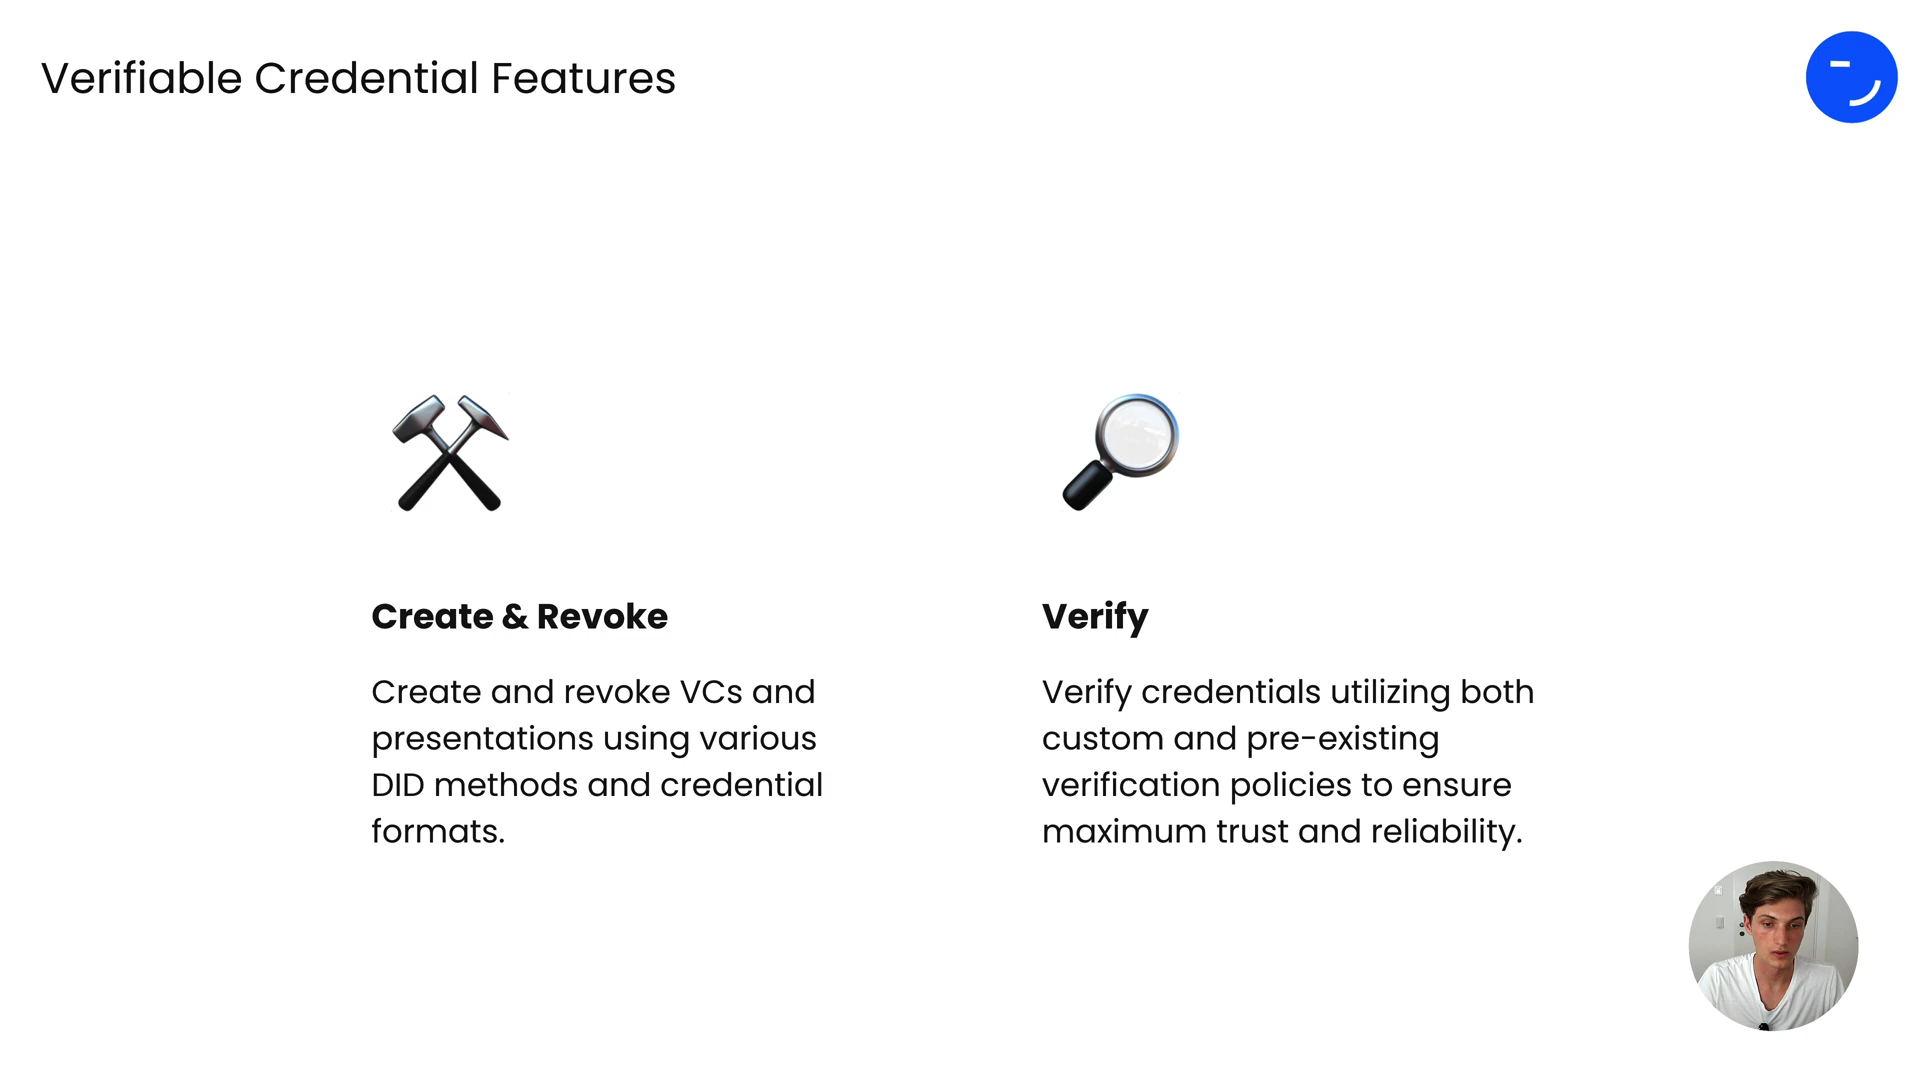 Verifiable Credential Features
Create & Revoke
Create and revoke VCs and
presentations using various
DID methods and credential
formats.
Verify
Verify credentials utilizing both
custom and pre-existing
verification policies to ensure
maximum trust and reliability.